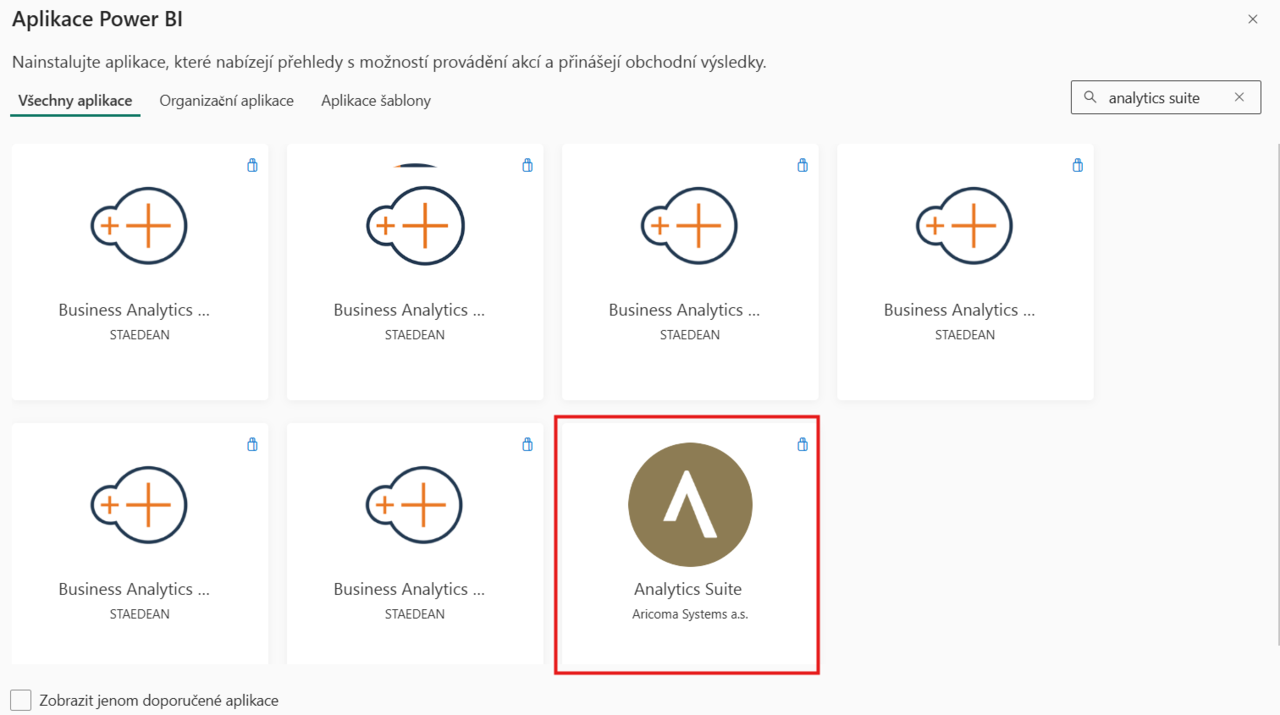 Aplikace Power BI
Nainstalujte aplikace, které nabízejí přehledy s možností provádění akcí a přinášejí obchodní výsledky.
Všechny aplikace
Organizační aplikace
Aplikace šablony
analytics suite
Business Analytics ...
STAEDEAN
Business Analytics ...
STAEDEAN
Business Analytics ...
STAEDEAN
Business Analytics ...
STAEDEAN
Business Analytics ...
STAEDEAN
Business Analytics ...
STAEDEAN
Analytics Suite
Aricoma Systems a.s.
Zobrazit jenom doporučené aplikace